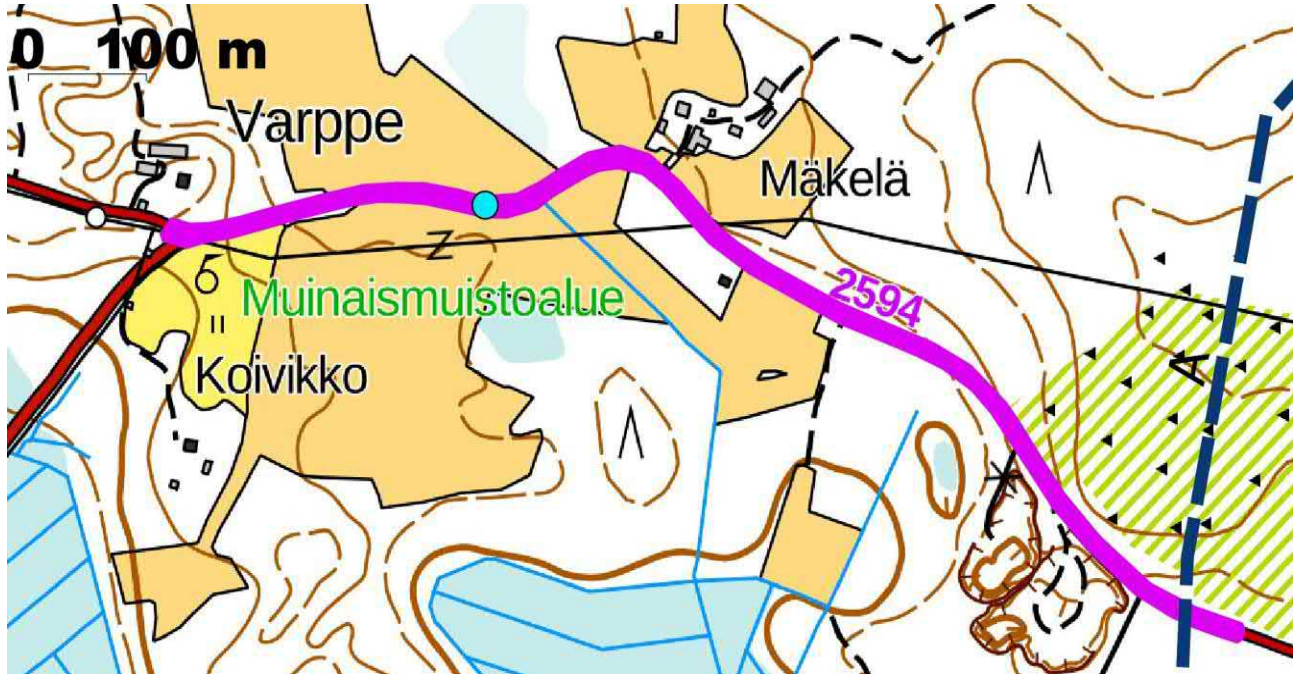 0 100 m
Varppe
Mäkelä
Z
2594
Muinaismuistoalue
A
Koivikko